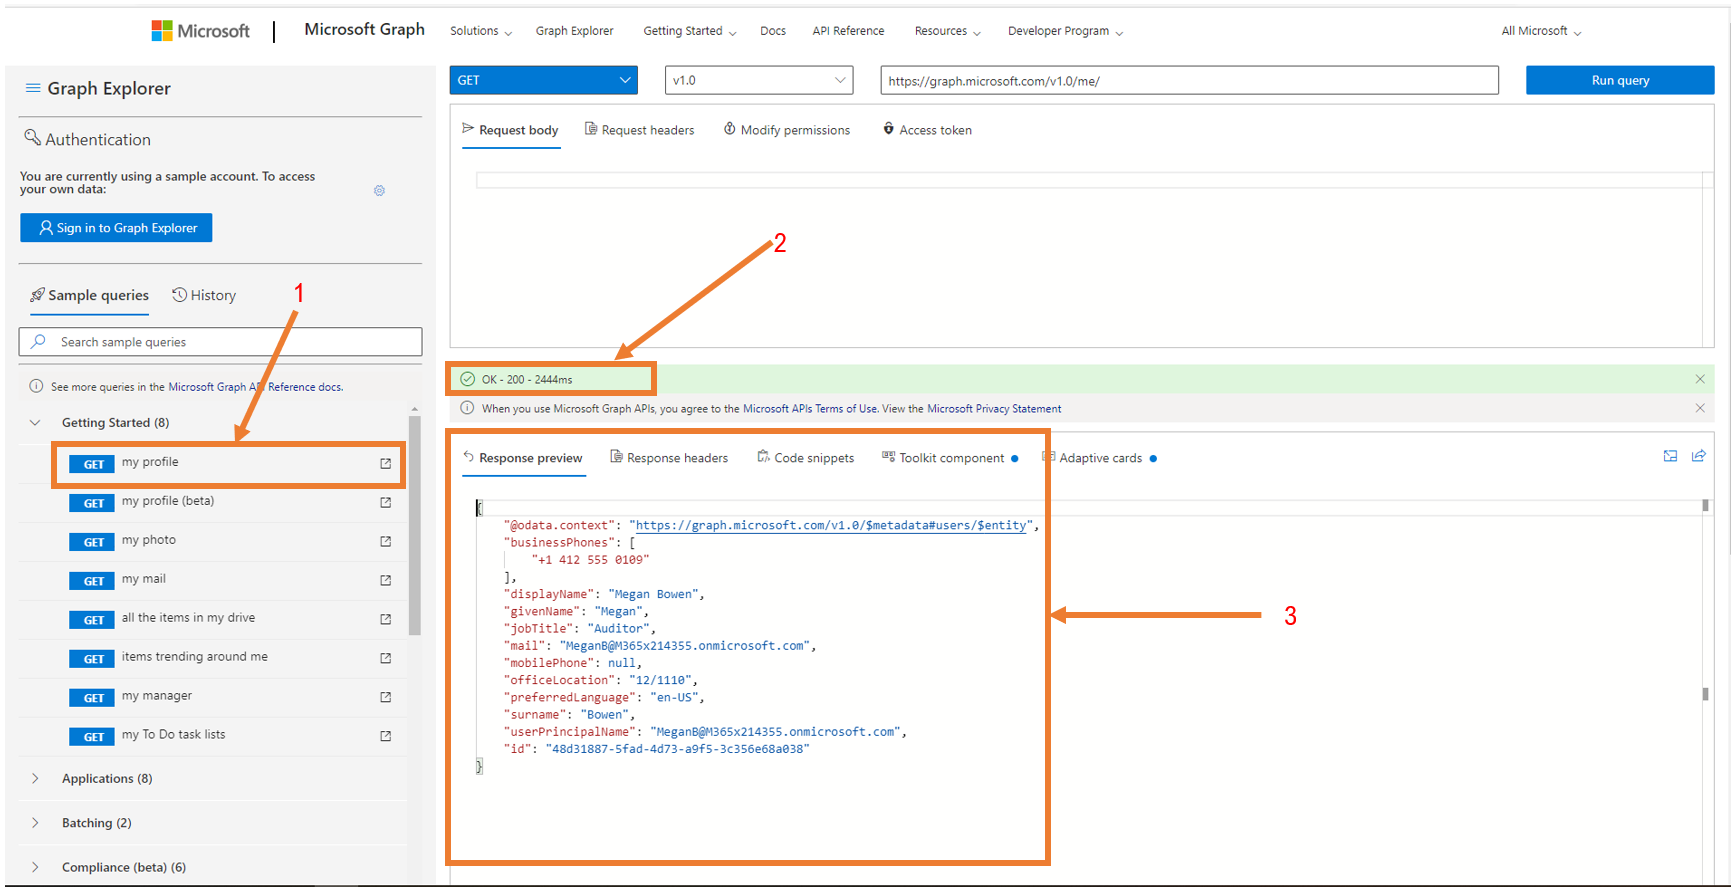 Microsoft | Microsoft Graph Solutions Graph Explorer Getting Started Docs API Reference Resources Developer Program All Microsoft
Graph Explorer
Authentication
You are currently using a sample account. To access
your own data:
Sign in to Graph Explorer
Sample queries History
1
Search sample queries
See more queries in the Microsoft Graph API Reference docs.
Getting Started (8)
GET my profile
GET my profile (beta)
GET my photo
GET my mail
GET all the items in my drive
GET items trending around me
GET my manager
GET my To Do task lists
Applications (8)
Batching (2)
Compliance (beta) (6)
GET v1.0 https://graph.microsoft.com/v1.0/me/ Run query
Request body Request headers Modify permissions Access token
2
OK - 200 - 2444ms
When you use Microsoft Graph APIs, you agree to the Microsoft APIs Terms of Use. View the Microsoft Privacy Statement
Response preview Response headers Code snippets Toolkit component Adaptive cards
{
"@odata.context": "https://graph.microsoft.com/v1.0/$metadata#users/$entity",
"businessPhones": [
"+1 412 555 0109"
],
"displayName": "Megan Bowen",
"givenName": "Megan",
"jobTitle": "Auditor",
"mail": "MeganB@M365x214355.onmicrosoft.com",
"mobilePhone": null,
"officeLocation": "12/1110",
"preferredLanguage": "en-US",
"surname": "Bowen",
"userPrincipalName": "MeganB@M365x214355.onmicrosoft.com",
"id": "48d31887-5fad-4d73-a9f5-3c356e68a038"
}
3